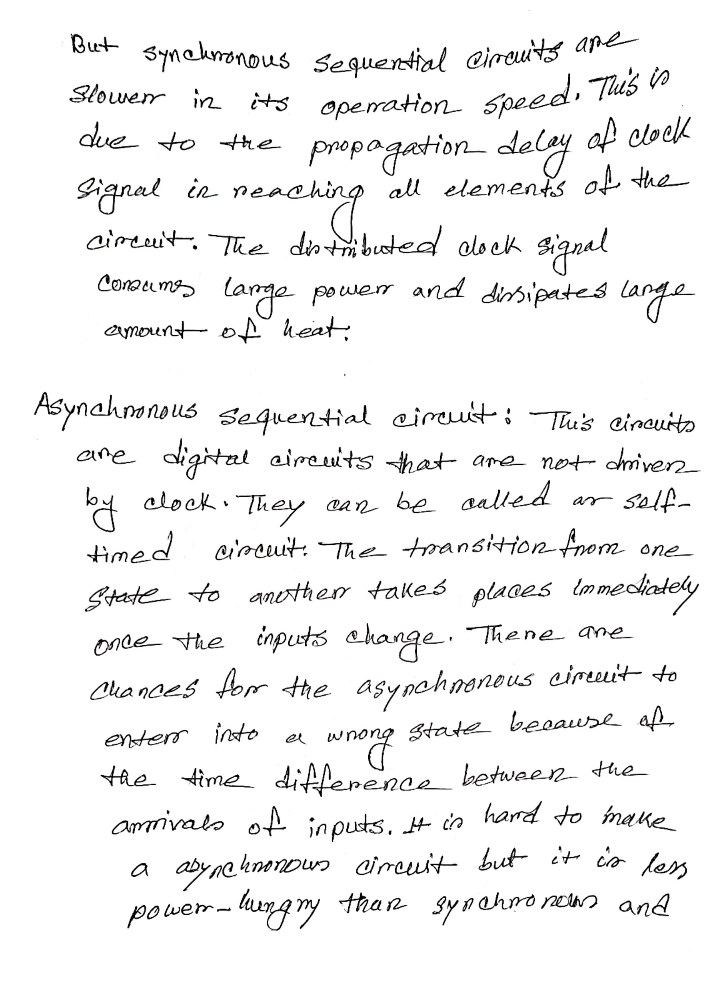 But synchronous sequential circuits are
slower in its operation speed. This is
due to the propagation delay of clock
signal in reaching all elements of the
circuit. The distributed clock signal
consumes large power and dissipates large
amount of heat.
Asynchronous sequential circuit: This circuits
are digital circuits that are not driven
by clock. They can be called as self-
timed circuit. The transition from one
state to another takes places immediately
once the inputs change. There are
chances for the asynchronous circuit to
enter into a wrong state because of
the time difference between the
arrivals of inputs. It is hard to make
a asynchronous circuit but it is less
power-hungry than synchronous and